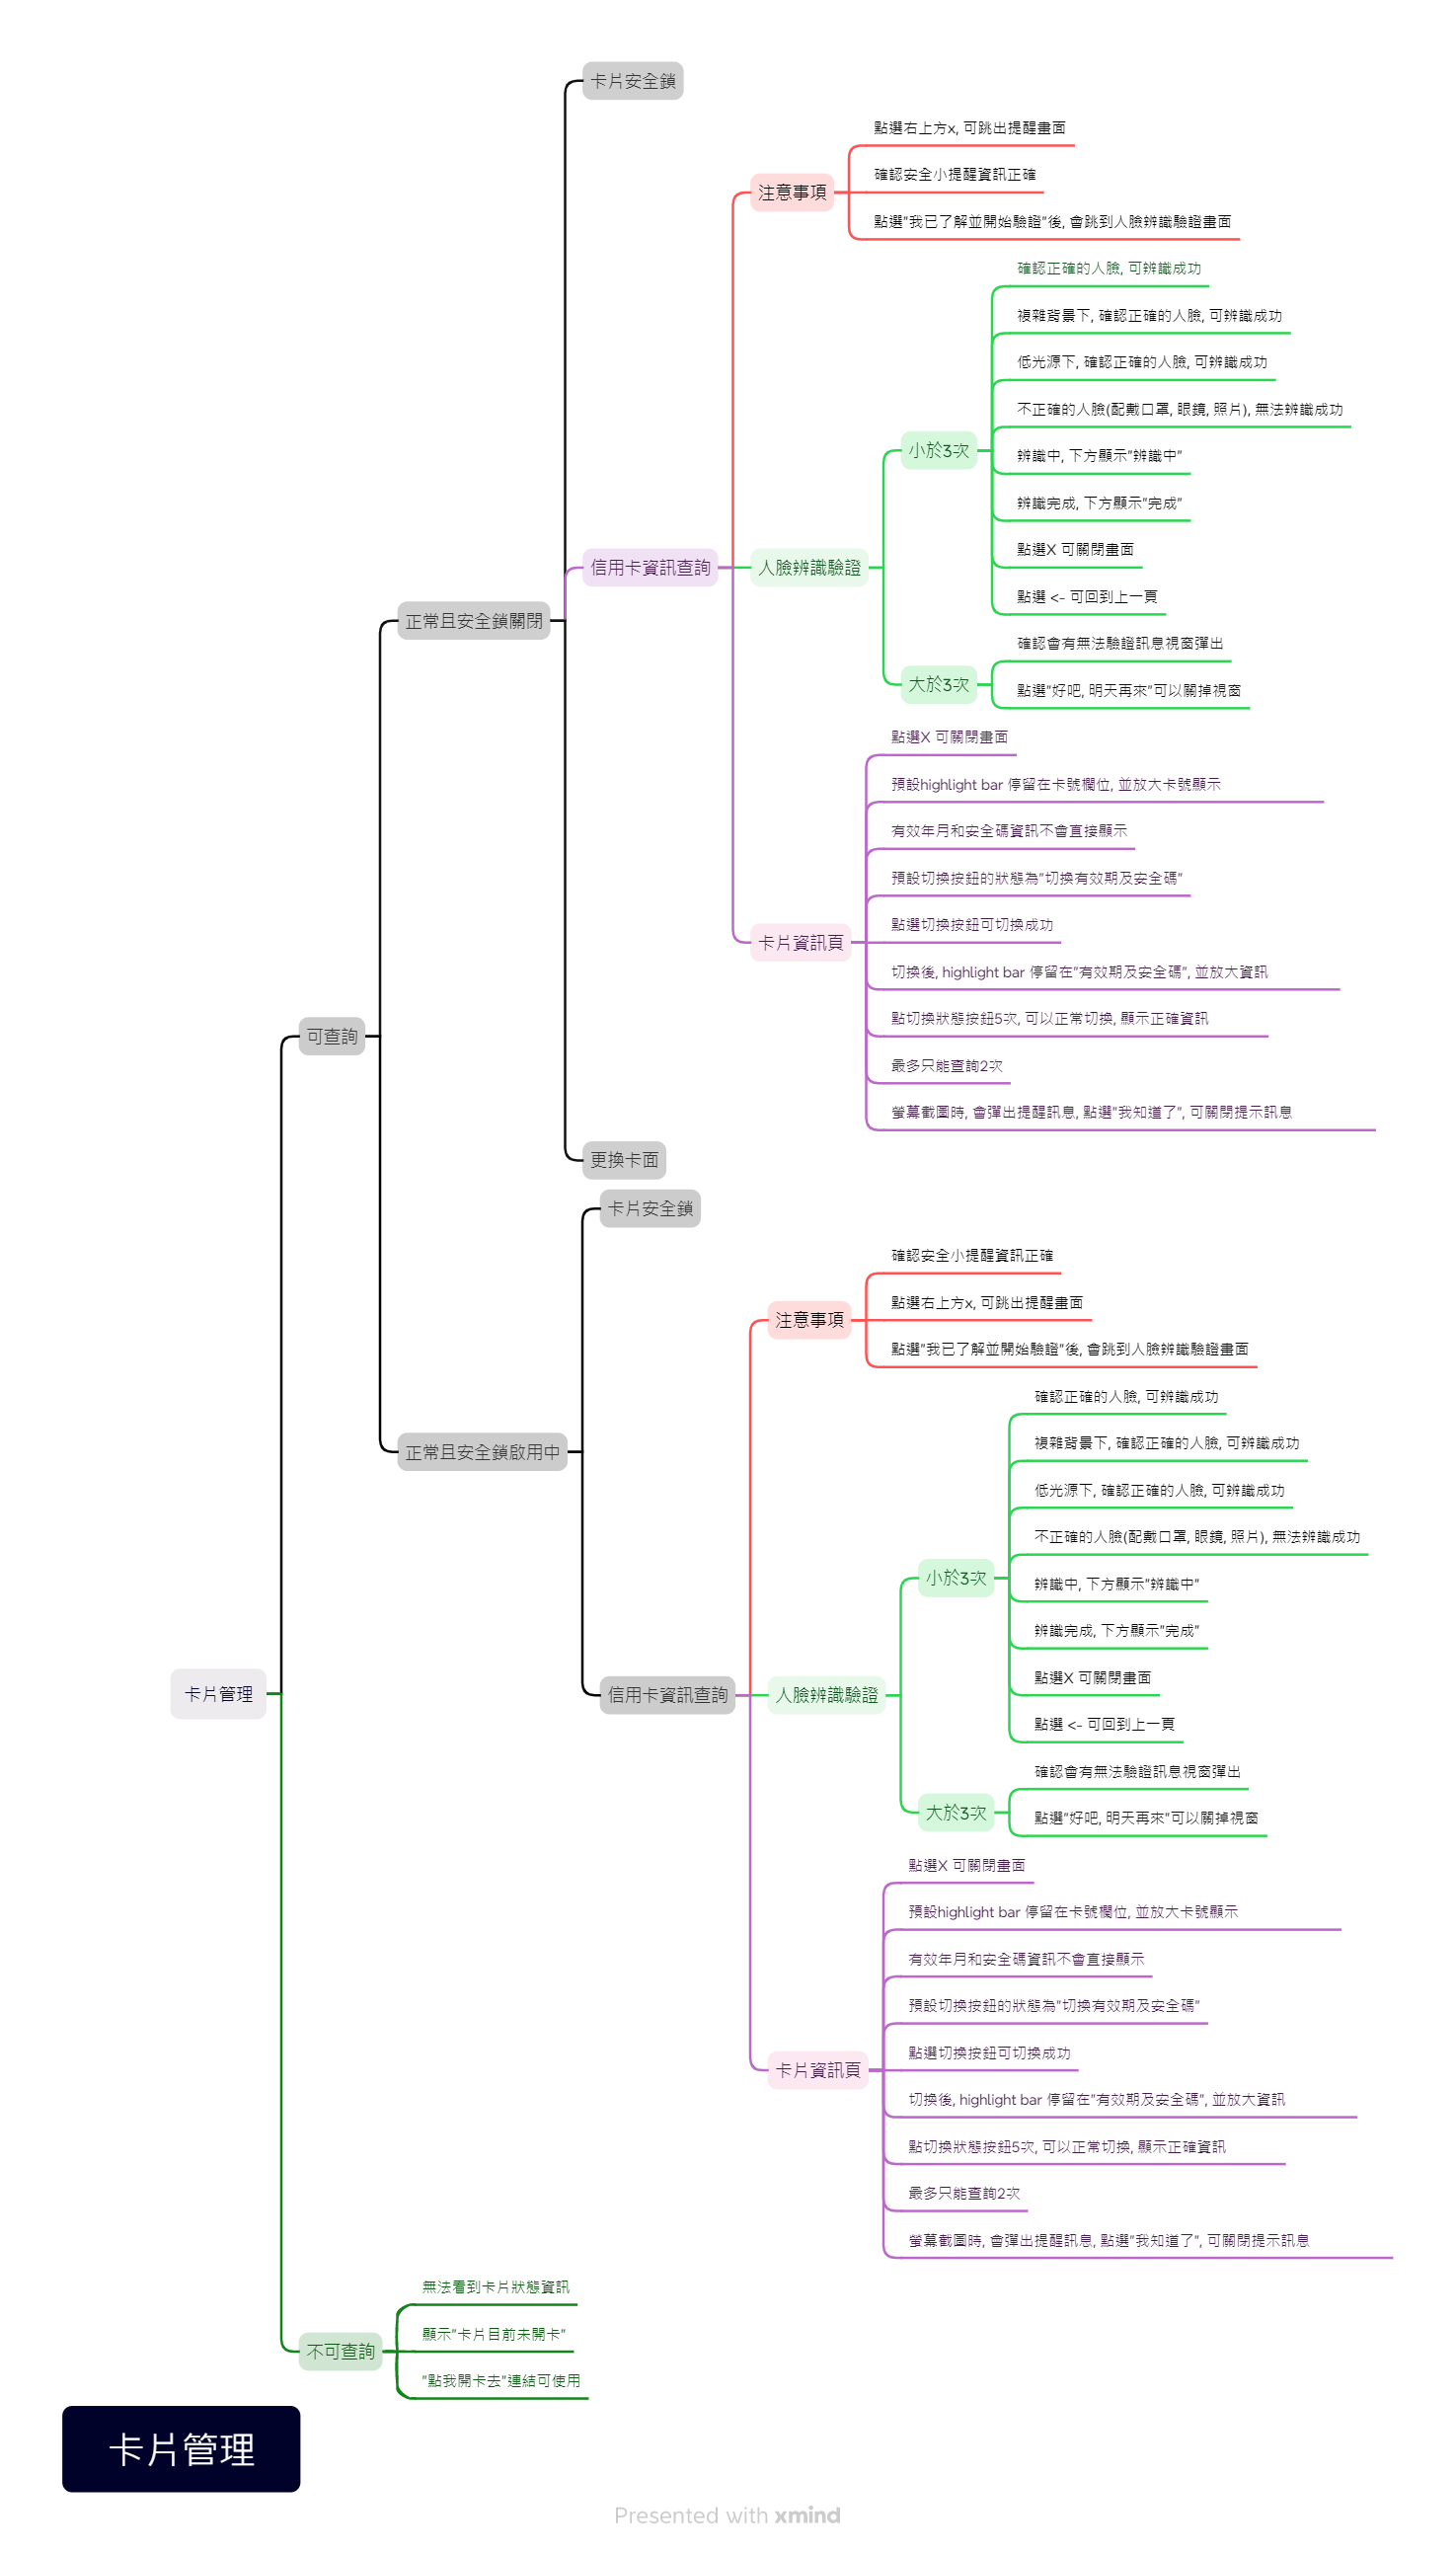 卡片安全鎖
點選右上方x, 可跳出提醒畫面
注意事項
確認安全小提醒資訊正確
點選"我已了解並開始驗證"後, 會跳到人臉辨識驗證畫面
確認正確的人臉, 可辨識成功
複雜背景下, 確認正確的人臉, 可辨識成功
低光源下, 確認正確的人臉, 可辨識成功
不正確的人臉(配戴口罩, 眼鏡, 照片), 無法辨識成功
小於3次
辨識中, 下方顯示"辨識中"
辨識完成, 下方顯示"完成"
點選X 可關閉畫面
信用卡資訊查詢
人臉辨識驗證
點選 <- 可回到上一頁
正常且安全鎖關閉
確認會有無法驗證訊息視窗彈出
大於3次
點選"好吧, 明天再來"可以關掉視窗
點選X 可關閉畫面
預設highlight bar 停留在卡號欄位, 並放大卡號顯示
有效年月和安全碼資訊不會直接顯示
預設切換按鈕的狀態為"切換有效期及安全碼"
點選切換按鈕可切換成功
卡片資訊頁
切換後, highlight bar 停留在"有效期及安全碼", 並放大資訊
點切換狀態按鈕5次, 可以正常切換, 顯示正確資訊
可查詢
最多只能查詢2次
螢幕截圖時, 會彈出提醒訊息, 點選"我知道了", 可關閉提示訊息
更換卡面
卡片安全鎖
確認安全小提醒資訊正確
點選右上方x, 可跳出提醒畫面
注意事項
點選"我已了解並開始驗證"後, 會跳到人臉辨識驗證畫面
確認正確的人臉, 可辨識成功
複雜背景下, 確認正確的人臉, 可辨識成功
正常且安全鎖啟用中
低光源下, 確認正確的人臉, 可辨識成功
不正確的人臉(配戴口罩, 眼鏡, 照片), 無法辨識成功
小於3次
辨識中, 下方顯示"辨識中"
辨識完成, 下方顯示"完成"
點選X 可關閉畫面
卡片管理
信用卡資訊查詢
人臉辨識驗證
點選 <- 可回到上一頁
確認會有無法驗證訊息視窗彈出
大於3次
點選"好吧, 明天再來"可以關掉視窗
點選X 可關閉畫面
預設highlight bar 停留在卡號欄位, 並放大卡號顯示
有效年月和安全碼資訊不會直接顯示
預設切換按鈕的狀態為"切換有效期及安全碼"
點選切換按鈕可切換成功
卡片資訊頁
切換後, highlight bar 停留在"有效期及安全碼", 並放大資訊
點切換狀態按鈕5次, 可以正常切換, 顯示正確資訊
最多只能查詢2次
螢幕截圖時, 會彈出提醒訊息, 點選"我知道了", 可關閉提示訊息
無法看到卡片狀態資訊
顯示"卡片目前未開卡"
不可查詢
"點我開卡去"連結可使用
卡片管理
Presented with xmind